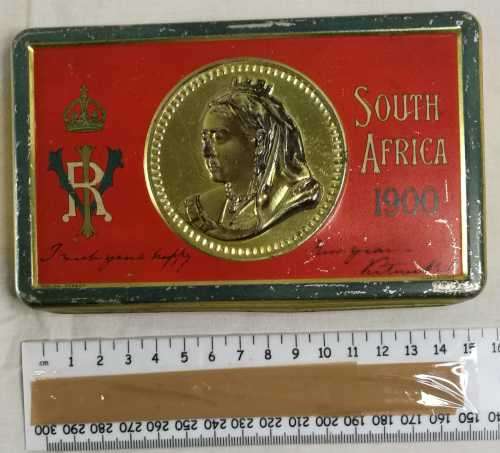 SOUTH
AFRICA
1900
VRI
I wish you a happy New year
Victoria
cm 1 2 3 4 5 6 7 8 9 10 11 12 13 14 15 16
300 290 280 270 260 250 240 230 220 210 200 190 180 170 160 150 140